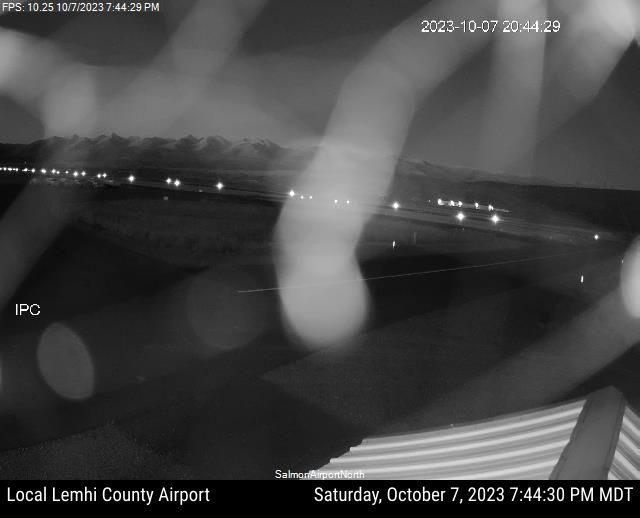 FPS: 10.25 10/7/2023 7:44:29 PM
2023-10-07 20:44:29
IPC
SalmonAirportNorth
Local Lemhi County Airport
Saturday, October 7, 2023 7:44:30 PM MDT